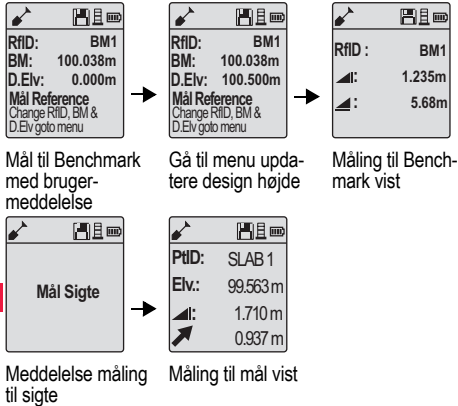 RfID: BM1
BM: 100.038m
D.Elv: 0.000m
Mål Reference
Change RfID, BM &
D.Elv goto menu
Mål til Benchmark
med bruger-
meddelelse
RfID: BM1
BM: 100.038m
D.Elv: 100.500m
Mål Reference
Change RfID, BM &
D.Elv goto menu
Gå til menu upda-
tere design højde
RfID : BM1
: 1.235m
: 5.68m
Måling til Bench-
mark vist
Mål Sigte
Meddelelse måling
til sigte
PtID: SLAB 1
Elv.: 99.563 m
: 1.710 m
0.937 m
Måling til mål vist